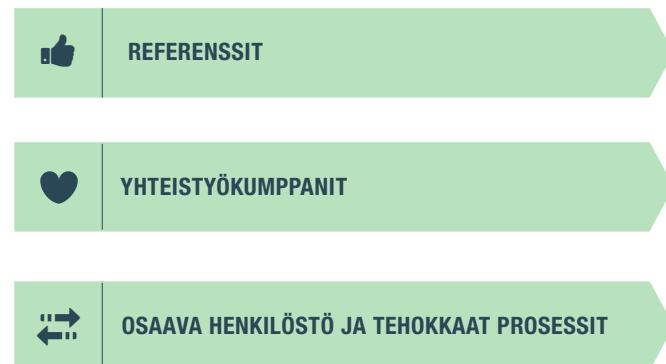 REFERENSSIT
YHTEISTYÖKUMPPANIT
OSAAVA HENKILÖSTÖ JA TEHOKKAAT PROSESSIT